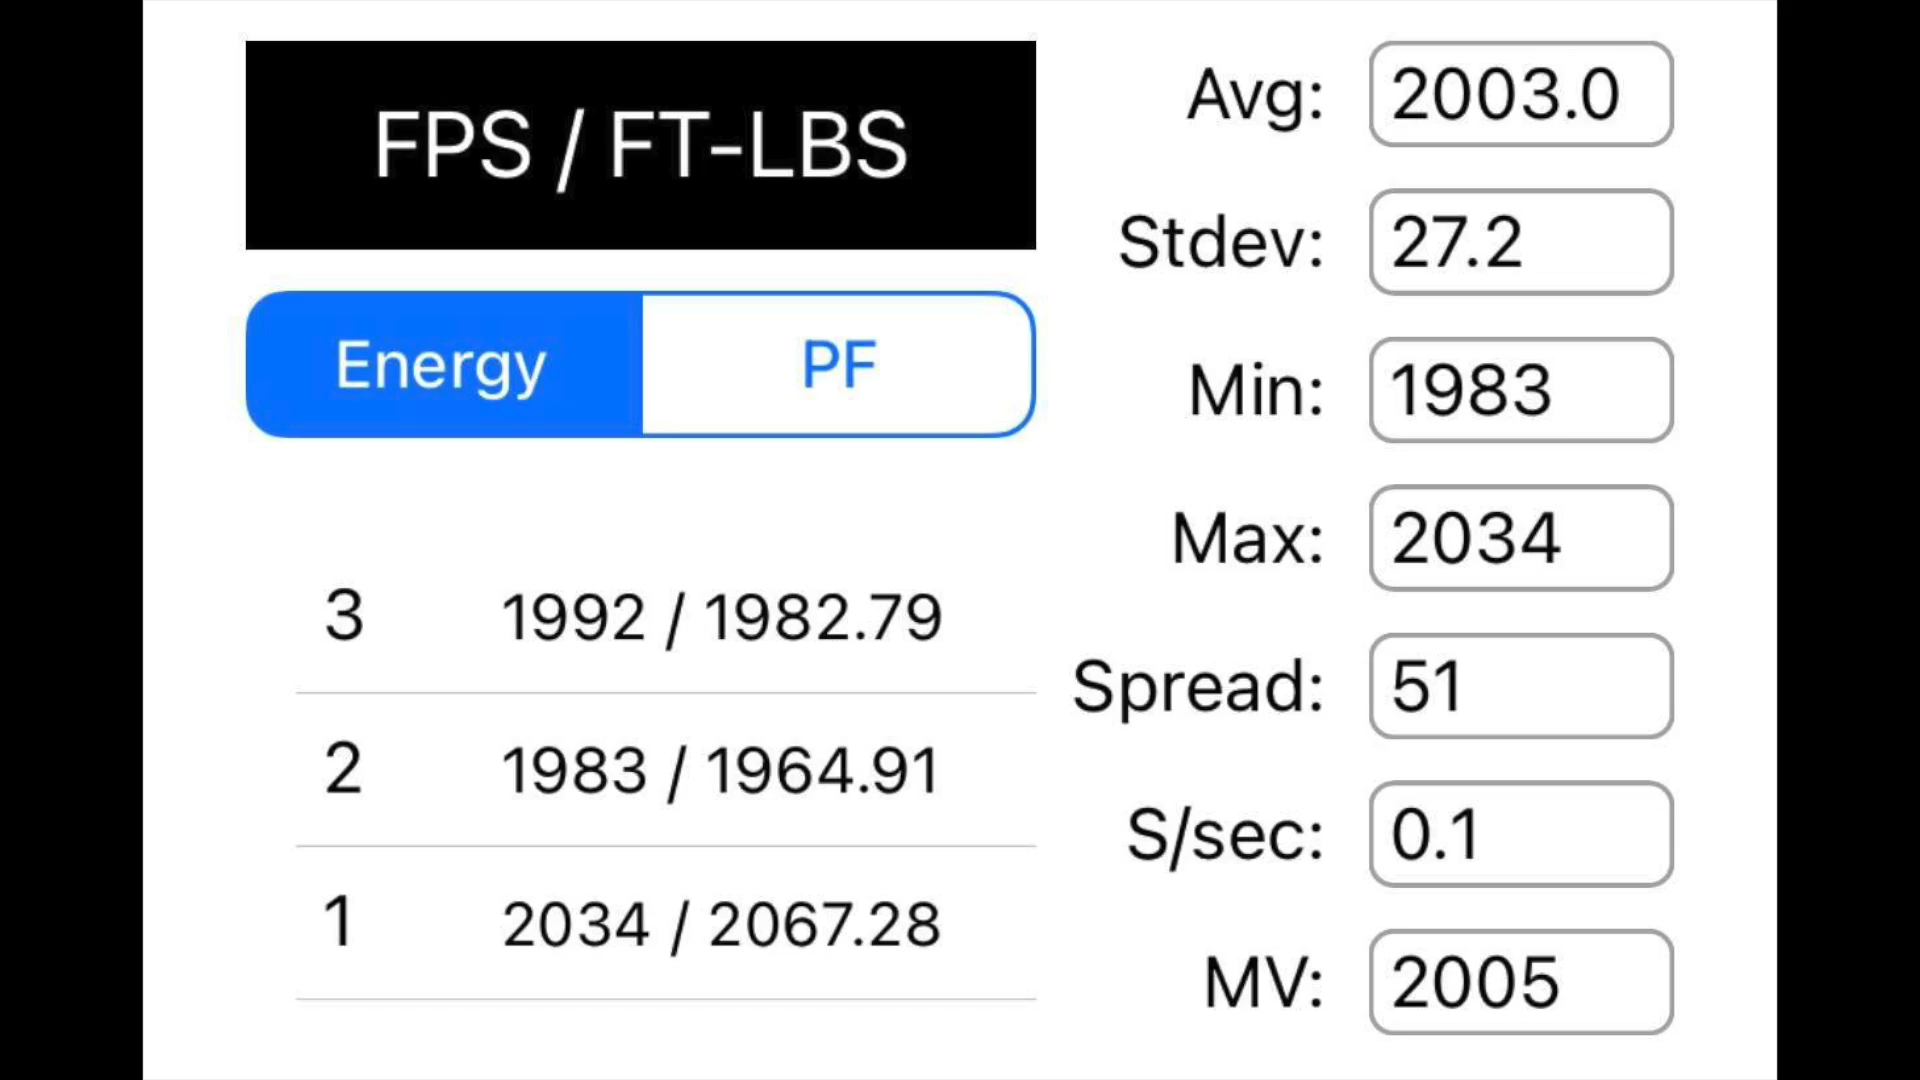 FPS / FT-LBS
Energy
PF
3 1992 / 1982.79
2 1983 / 1964.91
1 2034 / 2067.28
Avg: 2003.0
Stdev: 27.2
Min: 1983
Max: 2034
Spread: 51
S/sec: 0.1
MV: 2005